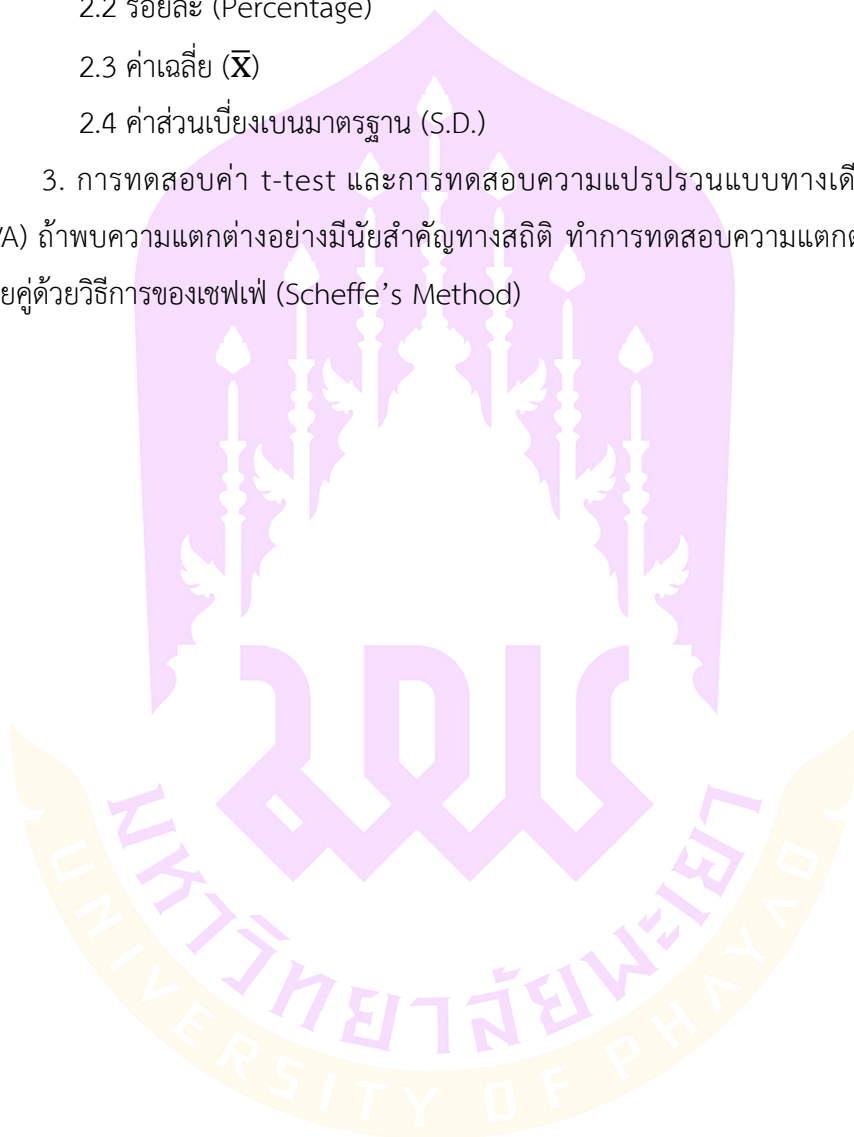 2.2 ร้อยละ (Percentage)
2.3 ค่าเฉลี่ย (X̅)
2.4 ค่าส่วนเบี่ยงเบนมาตรฐาน (S.D.)
3. การทดสอบค่า t-test และการทดสอบความแปรปรวนแบบทางเดี
VA) ถ้าพบความแตกต่างอย่างมีนัยสำคัญทางสถิติ ทำการทดสอบความแตกต
ยคู่ด้วยวิธีการของเชฟเฟ่ (Scheffe’s Method)
มหาวิทยาลัยพะเยา
UNIVERSITY OF PHAYAO